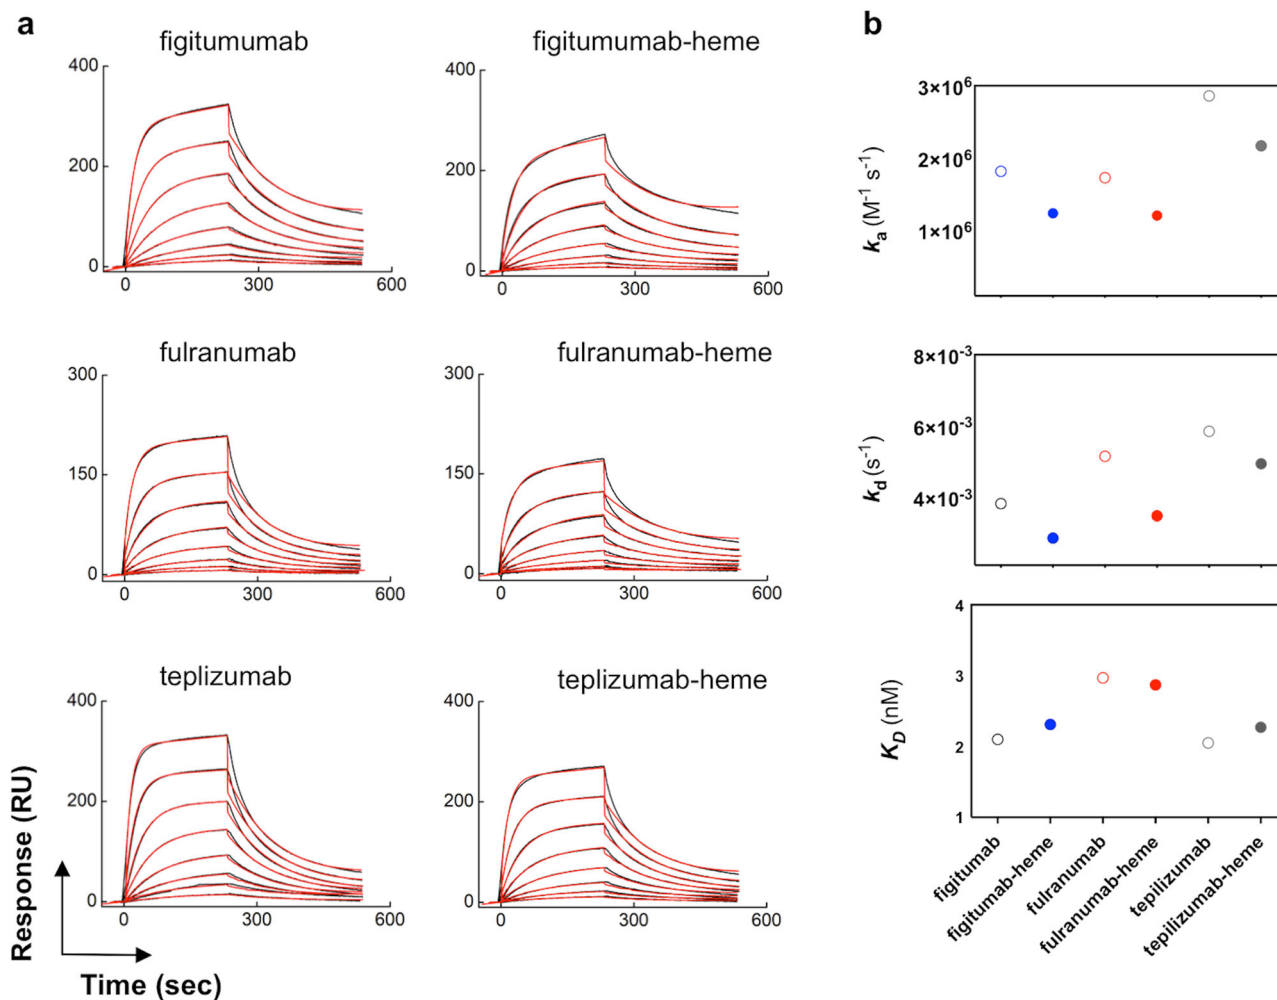 a
b
figitumumab
figitumumab-heme
400
200
0
0
300
600
400
200
0
0
300
600
fulranumab
fulranumab-heme
300
150
0
0
300
600
300
150
0
0
300
600
teplizumab
teplizumab-heme
400
200
0
0
300
600
400
200
0
0
300
600
Response (RU)
Time (sec)
3×10⁶
2×10⁶
1×10⁶
kₐ (M⁻¹ s⁻¹)
8×10⁻³
6×10⁻³
4×10⁻³
k_d (s⁻¹)
4
3
2
1
K_D (nM)
figitumab
figitumab-heme
fulranumab
fulranumab-heme
tepilizumab
tepilizumab-heme